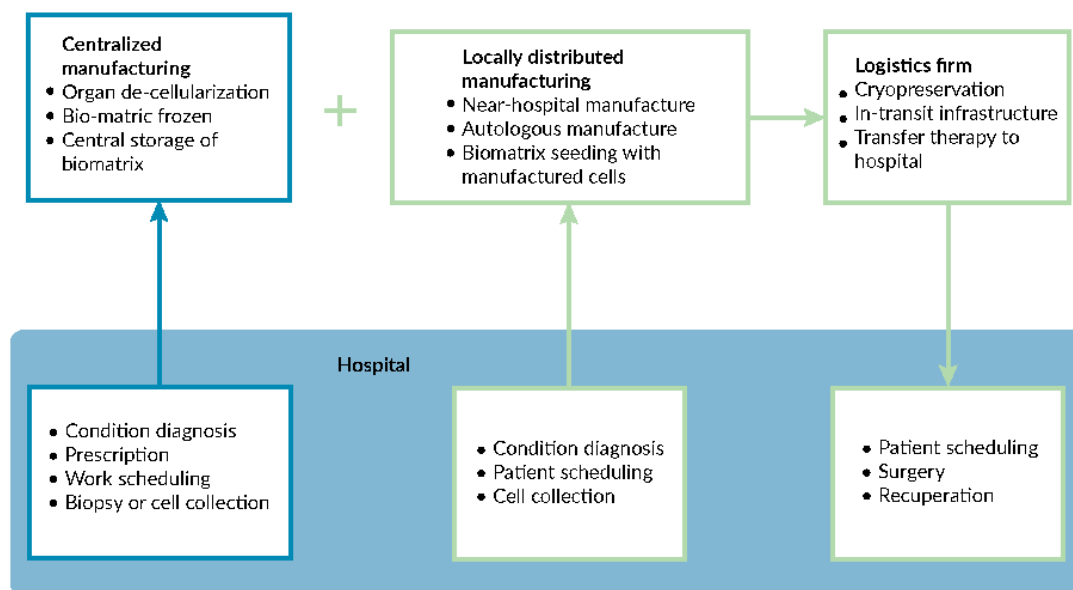 Centralized
manufacturing
• Organ de-cellularization
• Bio-matric frozen
• Central storage of
biomatrix
+
Locally distributed
manufacturing
• Near-hospital manufacture
• Autologous manufacture
• Biomatrix seeding with
manufactured cells
Logistics firm
• Cryopreservation
• In-transit infrastructure
• Transfer therapy to
hospital
Hospital
• Condition diagnosis
• Prescription
• Work scheduling
• Biopsy or cell collection
• Condition diagnosis
• Patient scheduling
• Cell collection
• Patient scheduling
• Surgery
• Recuperation